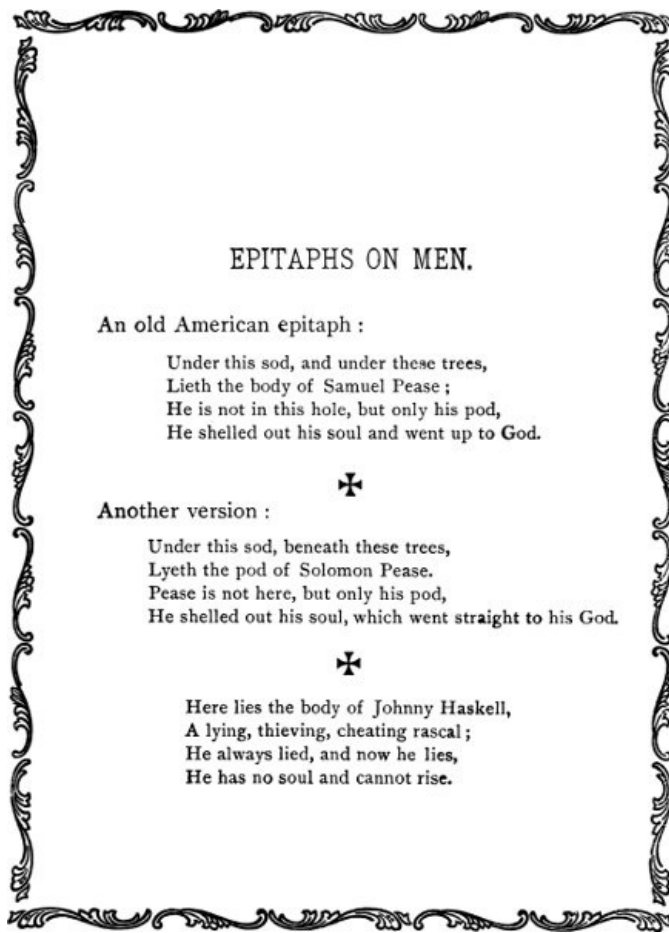 EPITAPHS ON MEN.
An old American epitaph :
Under this sod, and under these trees,
Lieth the body of Samuel Pease ;
He is not in this hole, but only his pod,
He shelled out his soul and went up to God.
Another version :
Under this sod, beneath these trees,
Lyeth the pod of Solomon Pease.
Pease is not here, but only his pod,
He shelled out his soul, which went straight to his God.
Here lies the body of Johnny Haskell,
A lying, thieving, cheating rascal ;
He always lied, and now he lies,
He has no soul and cannot rise.